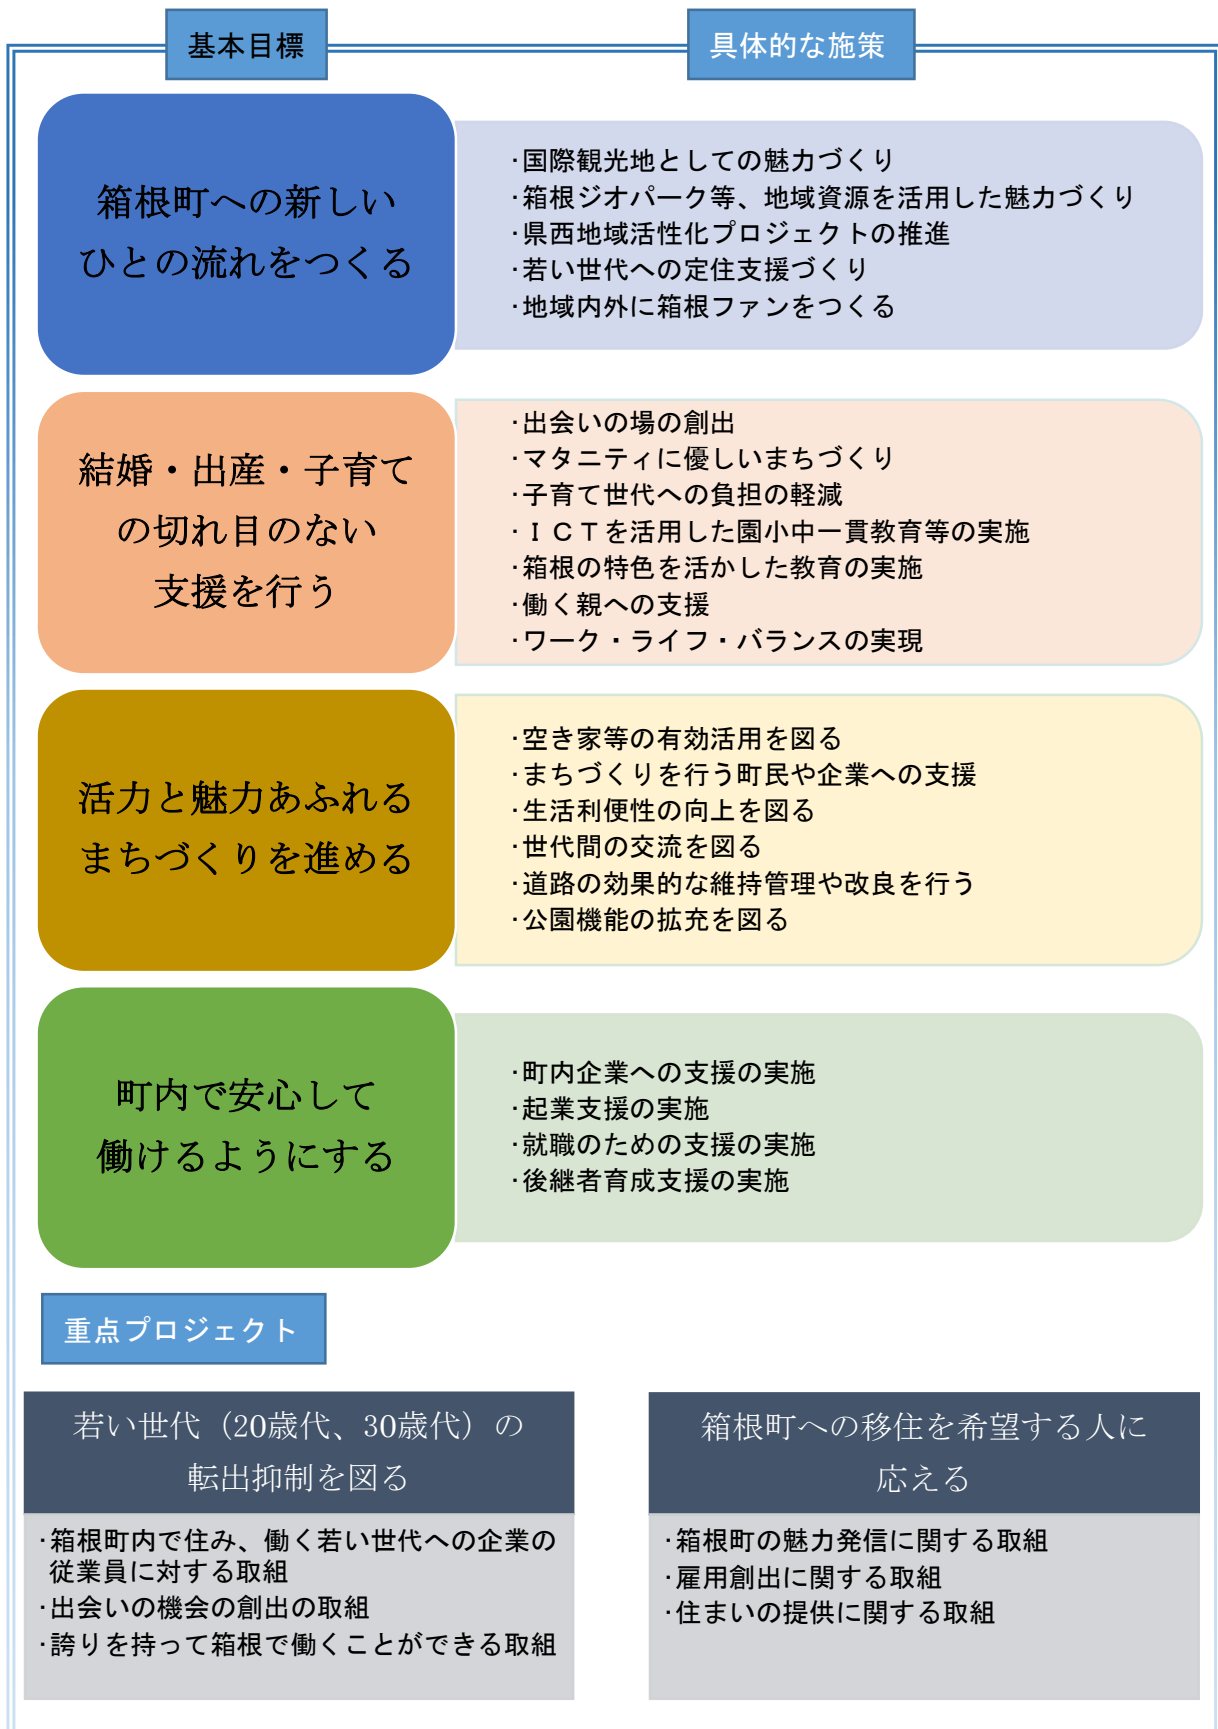 基本目標
具体的な施策
箱根町への新しい
ひとの流れをつくる
･国際観光地としての魅力づくり
･箱根ジオパーク等、地域資源を活用した魅力づくり
･県西地域活性化プロジェクトの推進
･若い世代への定住支援づくり
･地域内外に箱根ファンをつくる
結婚・出産・子育て
の切れ目のない
支援を行う
･出会いの場の創出
･マタニティに優しいまちづくり
･子育て世代への負担の軽減
･ＩＣＴを活用した園小中一貫教育等の実施
･箱根の特色を活かした教育の実施
･働く親への支援
･ワーク・ライフ・バランスの実現
活力と魅力あふれる
まちづくりを進める
･空き家等の有効活用を図る
･まちづくりを行う町民や企業への支援
･生活利便性の向上を図る
･世代間の交流を図る
･道路の効果的な維持管理や改良を行う
･公園機能の拡充を図る
町内で安心して
働けるようにする
･町内企業への支援の実施
･起業支援の実施
･就職のための支援の実施
･後継者育成支援の実施
重点プロジェクト
若い世代（20歳代、30歳代）の
転出抑制を図る
･箱根町内で住み、働く若い世代への企業の
従業員に対する取組
･出会いの機会の創出の取組
･誇りを持って箱根で働くことができる取組
箱根町への移住を希望する人に
応える
･箱根町の魅力発信に関する取組
･雇用創出に関する取組
･住まいの提供に関する取組